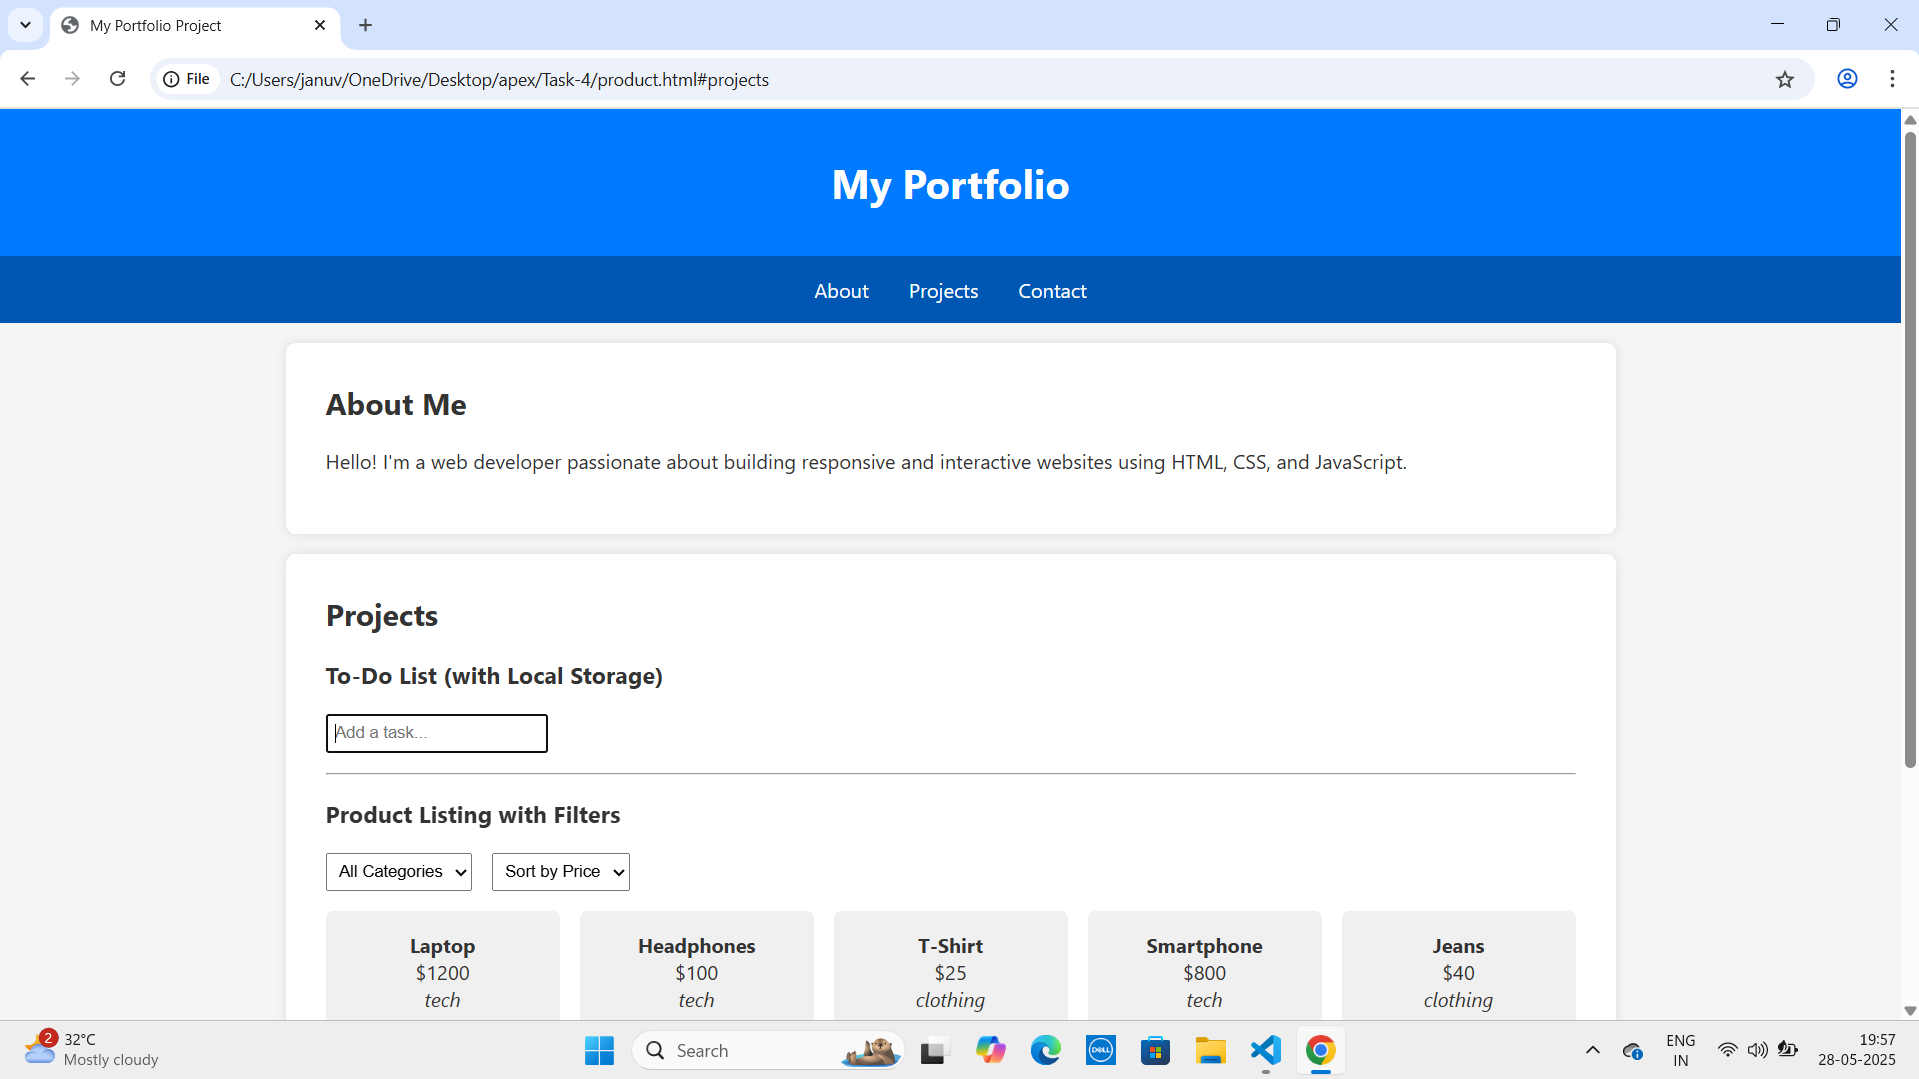 My Portfolio Project
File C:/Users/januv/OneDrive/Desktop/apex/Task-4/product.html#projects
My Portfolio
About Projects Contact
About Me
Hello! I'm a web developer passionate about building responsive and interactive websites using HTML, CSS, and JavaScript.
Projects
To-Do List (with Local Storage)
Add a task...
Product Listing with Filters
All Categories Sort by Price
Laptop Headphones T-Shirt Smartphone Jeans
$1200 $100 $25 $800 $40
tech tech clothing tech clothing
2 32°C
Mostly cloudy
Search
DELL
ENG
IN
19:57
28-05-2025